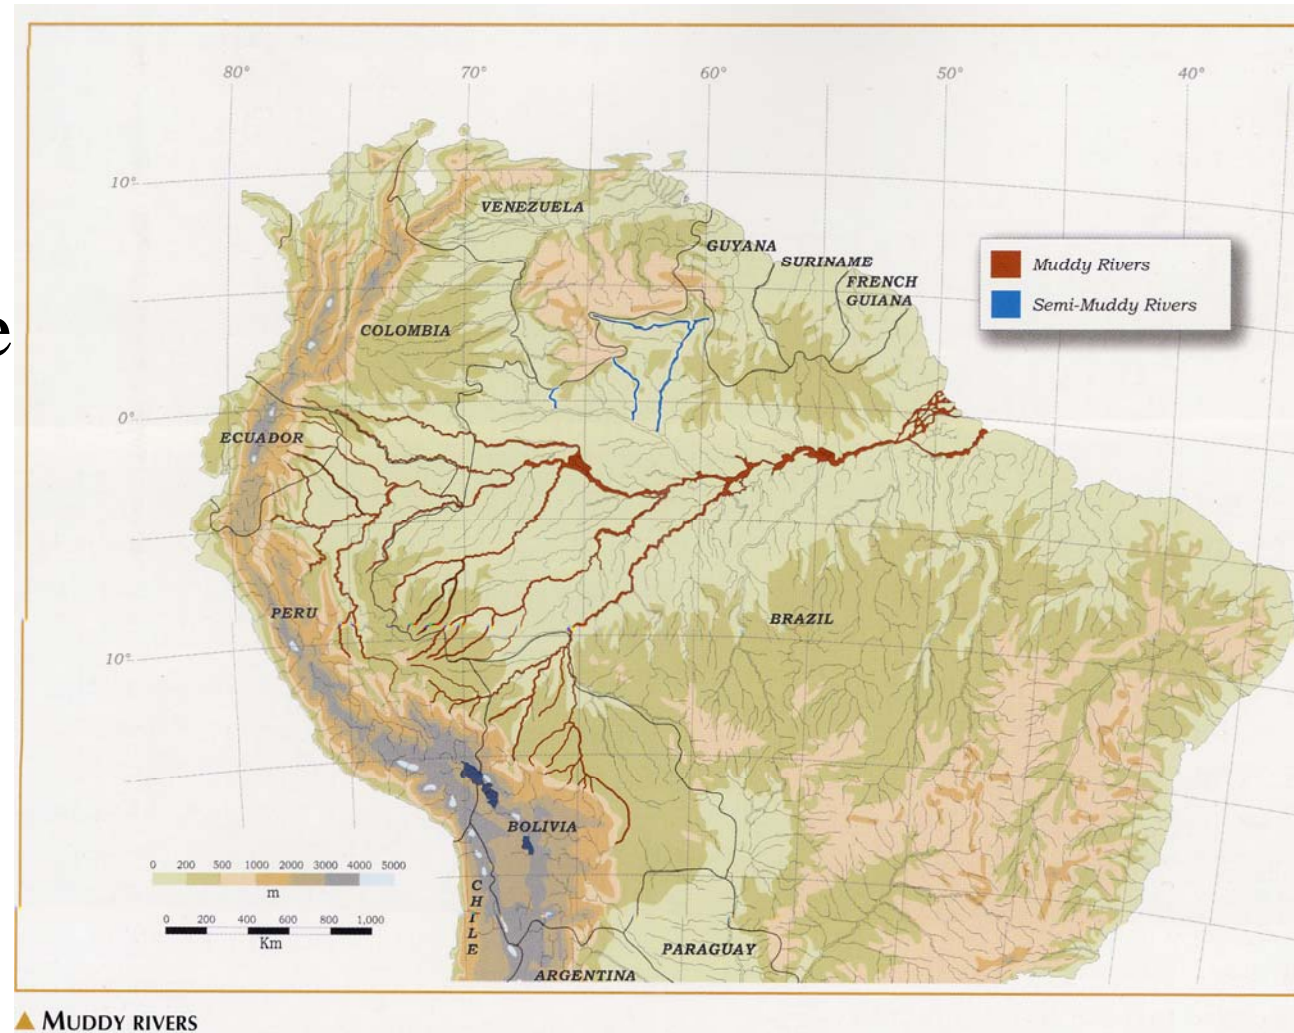 80° 70° 60° 50° 40°
10°
VENEZUELA
GUYANA
SURINAME
FRENCH
GUIANA
Muddy Rivers
Semi-Muddy Rivers
COLOMBIA
e
0°
ECUADOR
PERU
BRAZIL
10°
BOLIVIA
0 200 500 1000 2000 3000 4000 5000
m
CHILE
0 200 400 600 800 1,000
Km
PARAGUAY
ARGENTINA
▲ MUDDY RIVERS